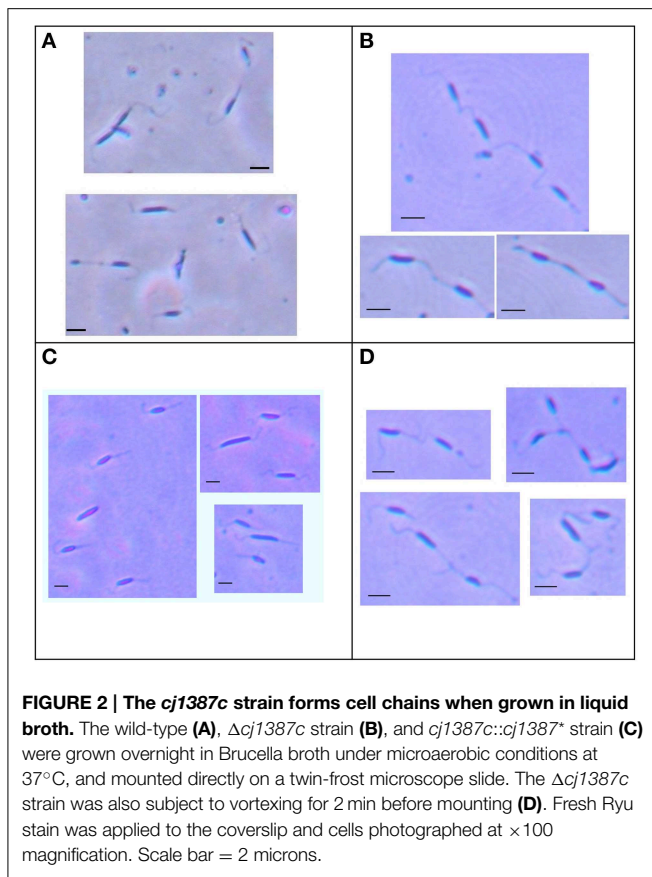 A
B
C
D
FIGURE 2 | The cj1387c strain forms cell chains when grown in liquid
broth. The wild-type (A), Δcj1387c strain (B), and cj1387c::cj1387* strain (C)
were grown overnight in Brucella broth under microaerobic conditions at
37°C, and mounted directly on a twin-frost microscope slide. The Δcj1387c
strain was also subject to vortexing for 2 min before mounting (D). Fresh Ryu
stain was applied to the coverslip and cells photographed at ×100
magnification. Scale bar = 2 microns.